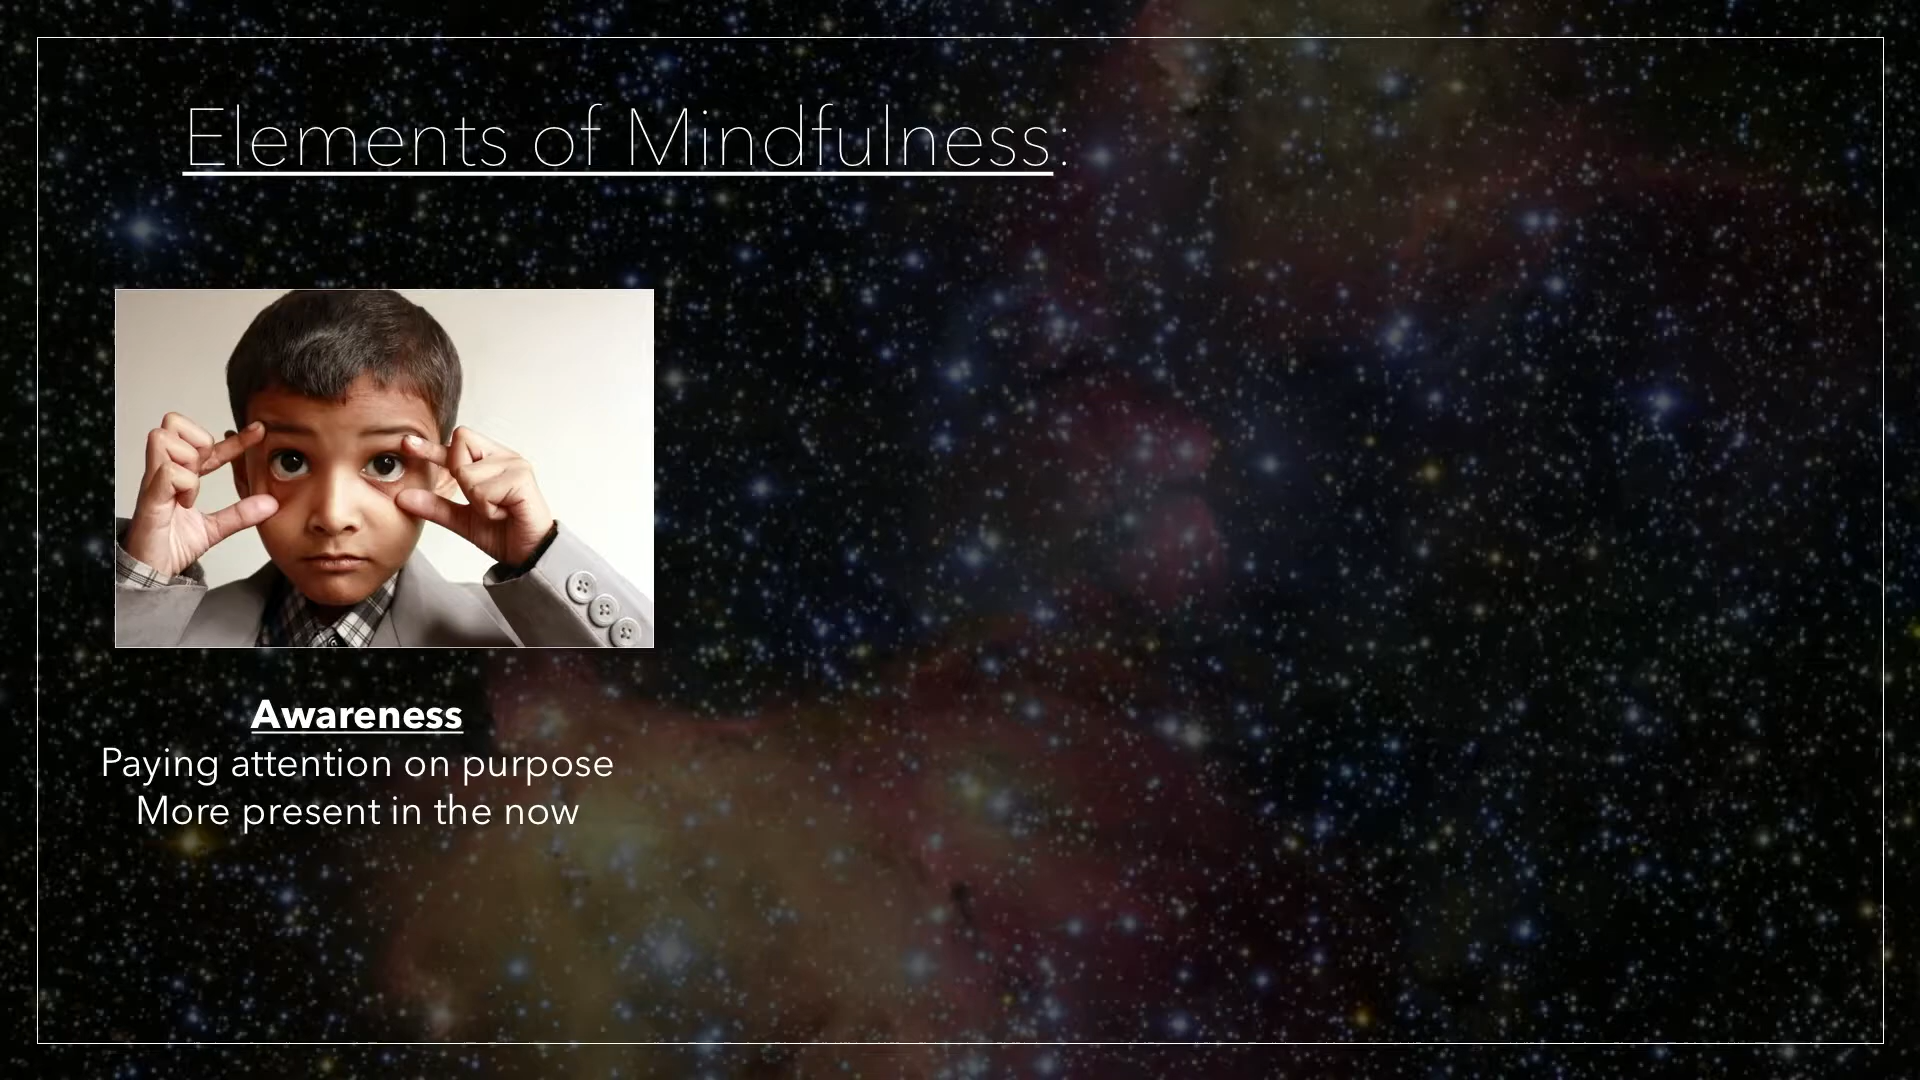 Elements of Mindfulness:
Awareness
Paying attention on purpose
More present in the now